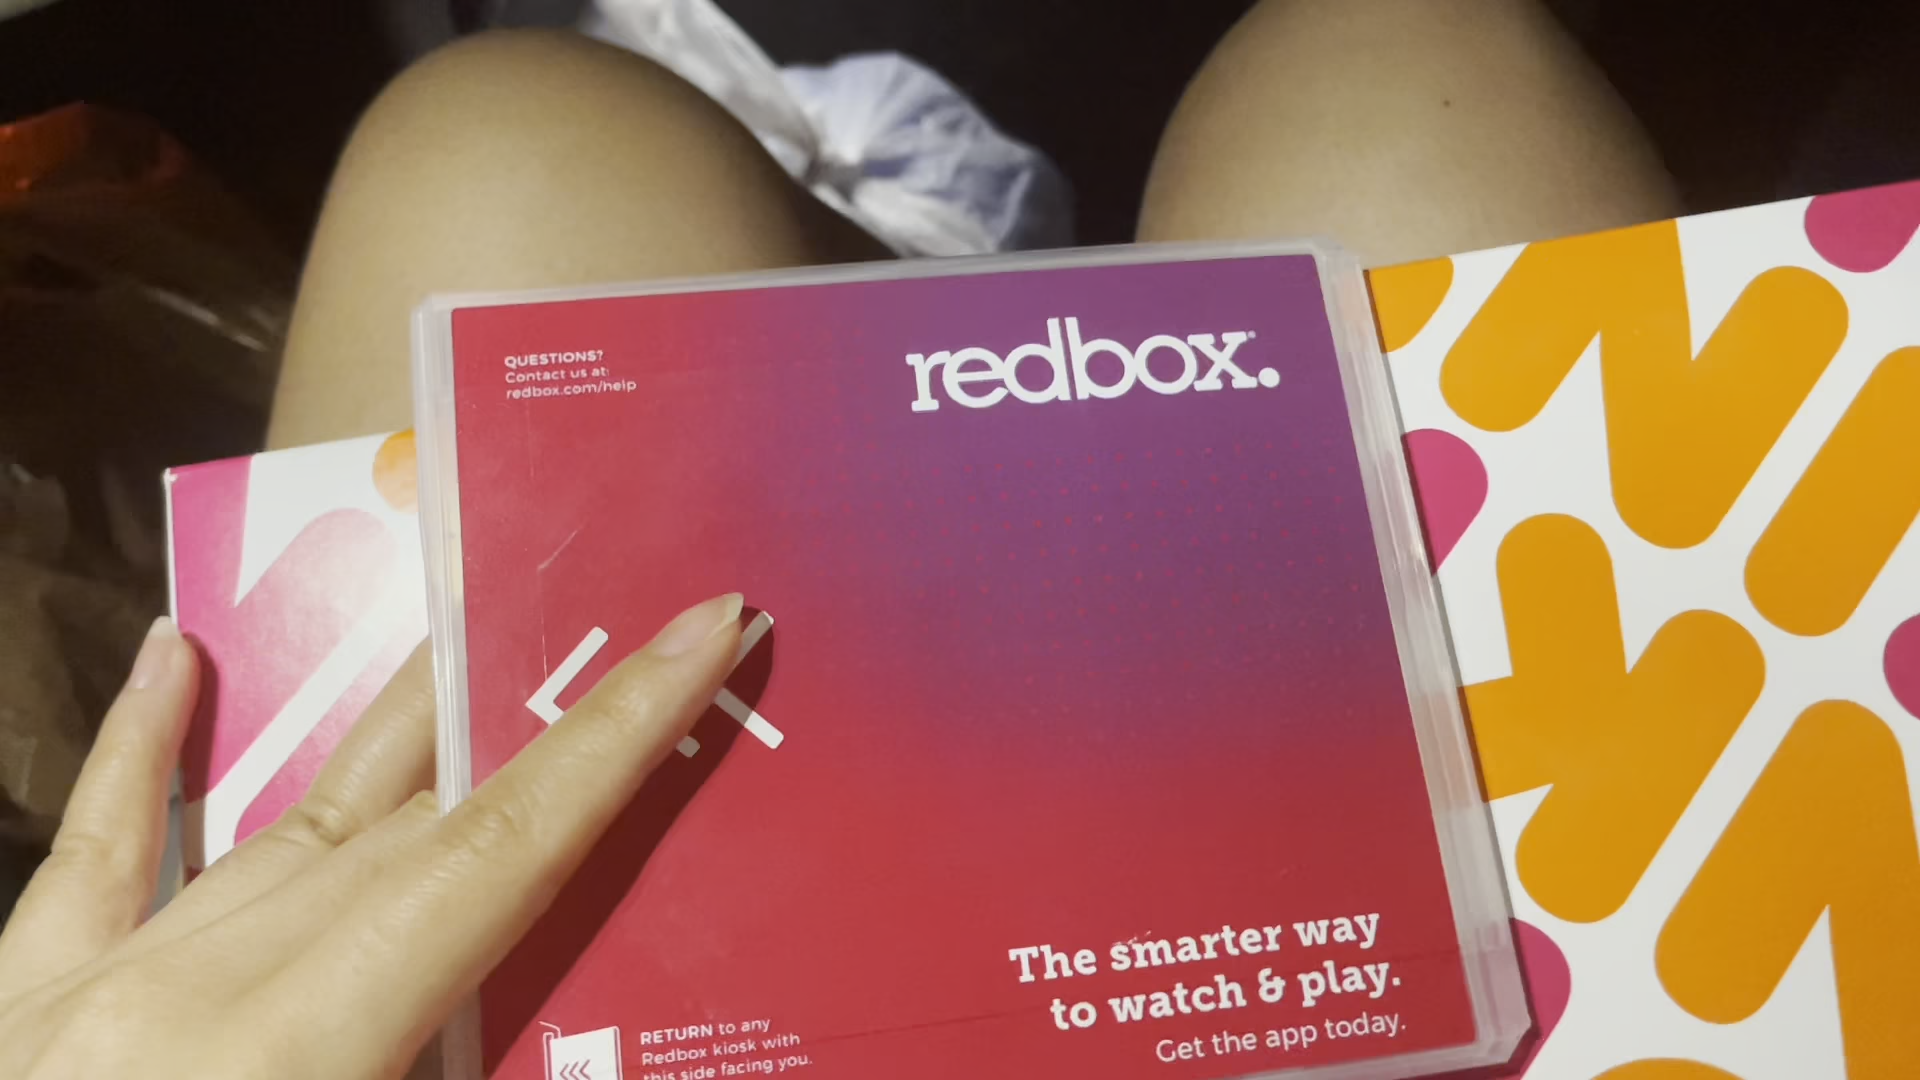 QUESTIONS?
Contact us at:
redbox.com/help
redbox.
The smarter way
to watch & play.
Get the app today.
RETURN to any
Redbox kiosk with
this side facing you.